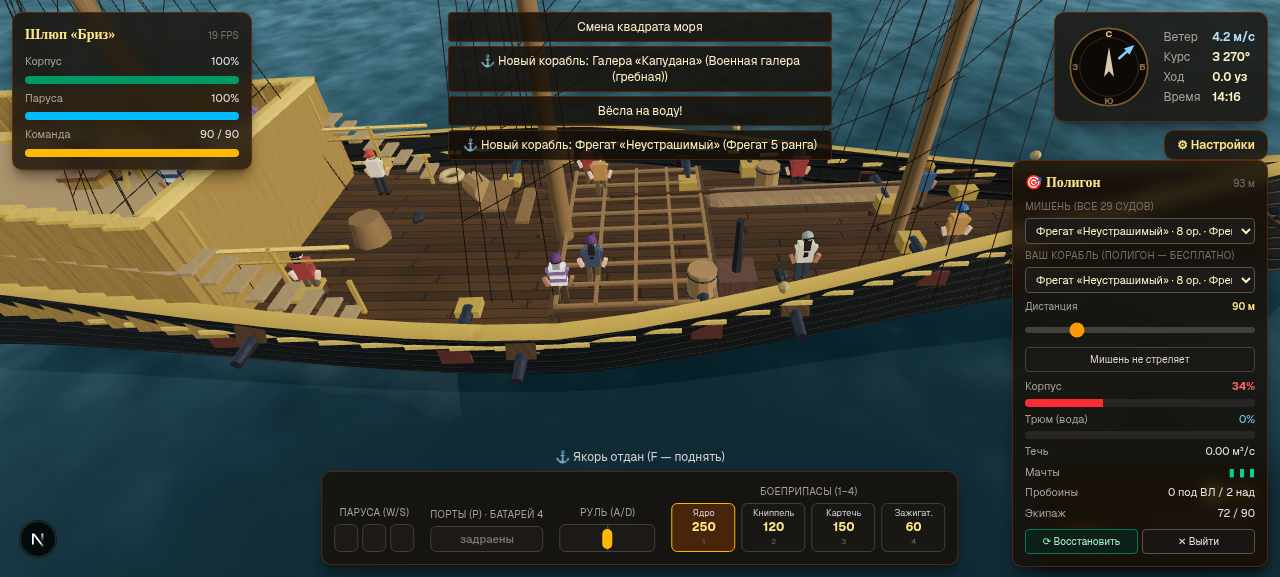 Шлюп «Бриз»
19 FPS
Корпус
100%
Паруса
100%
Команда
90 / 90
Смена квадрата моря
⚓ Новый корабль: Галера «Капудана» (Военная галера
(гребная))
Вёсла на воду!
⚓ Новый корабль: Фрегат «Неустрашимый» (Фрегат 5 ранга)
С
З
В
Ю
Ветер 4.2 м/с
Курс З 270°
Ход 0.0 уз
Время 14:16
⚙ Настройки
🎯 Полигон
93 м
МИШЕНЬ (ВСЕ 29 СУДОВ)
Фрегат «Неустрашимый» · 8 ор. · Фрег
ВАШ КОРАБЛЬ (ПОЛИГОН — БЕСПЛАТНО)
Фрегат «Неустрашимый» · 8 ор. · Фрег
Дистанция
90 м
Мишень не стреляет
Корпус
34%
Трюм (вода)
0%
Течь
0.00 м³/с
Мачты
Пробоины
0 под ВЛ / 2 над
Экипаж
72 / 90
⟳ Восстановить
✕ Выйти
⚓ Якорь отдан (F — поднять)
ПАРУСА (W/S)
ПОРТЫ (P) · БАТАРЕЙ 4
задраены
РУЛЬ (A/D)
БОЕПРИПАСЫ (1–4)
Ядро
250
1
Книппель
120
2
Картечь
150
3
Зажигат.
60
4
N